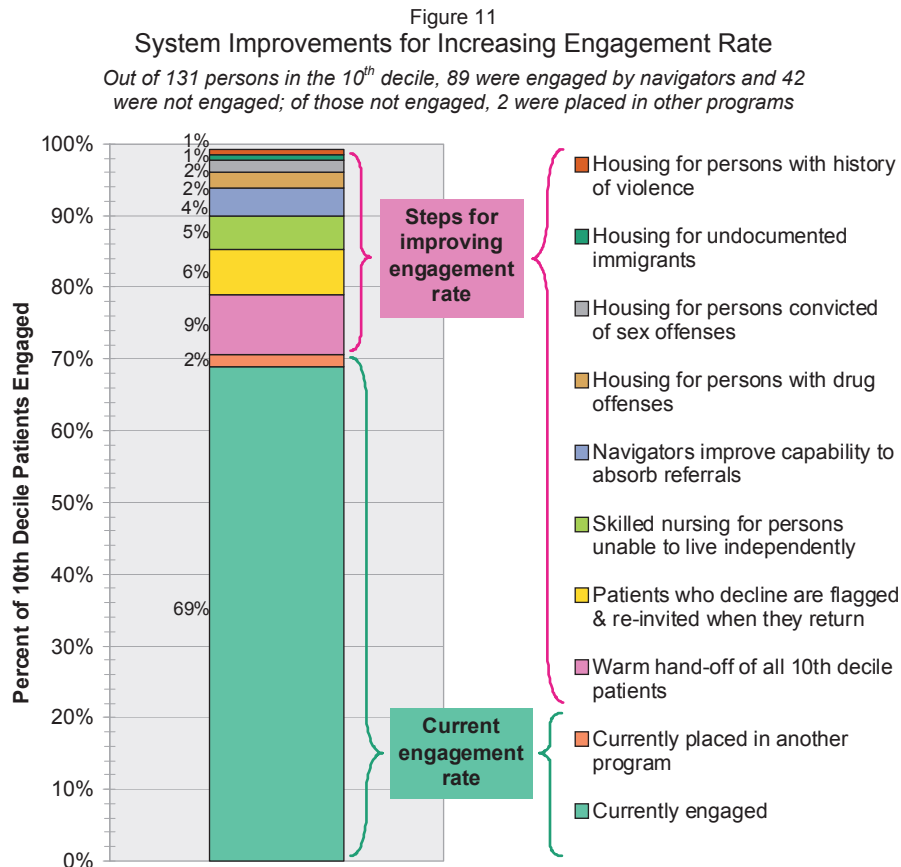 Figure 11
System Improvements for Increasing Engagement Rate
Out of 131 persons in the 10th decile, 89 were engaged by navigators and 42
were not engaged; of those not engaged, 2 were placed in other programs
Percent of 10th Decile Patients Engaged
100%
90%
80%
70%
60%
50%
40%
30%
20%
10%
0%
1%
1%
2%
2%
4%
5%
6%
9%
2%
69%
Steps for
improving
engagement
rate
Current
engagement
rate
Housing for persons with history
of violence
Housing for undocumented
immigrants
Housing for persons convicted
of sex offenses
Housing for persons with drug
offenses
Navigators improve capability to
absorb referrals
Skilled nursing for persons
unable to live independently
Patients who decline are flagged
& re-invited when they return
Warm hand-off of all 10th decile
patients
Currently placed in another
program
Currently engaged